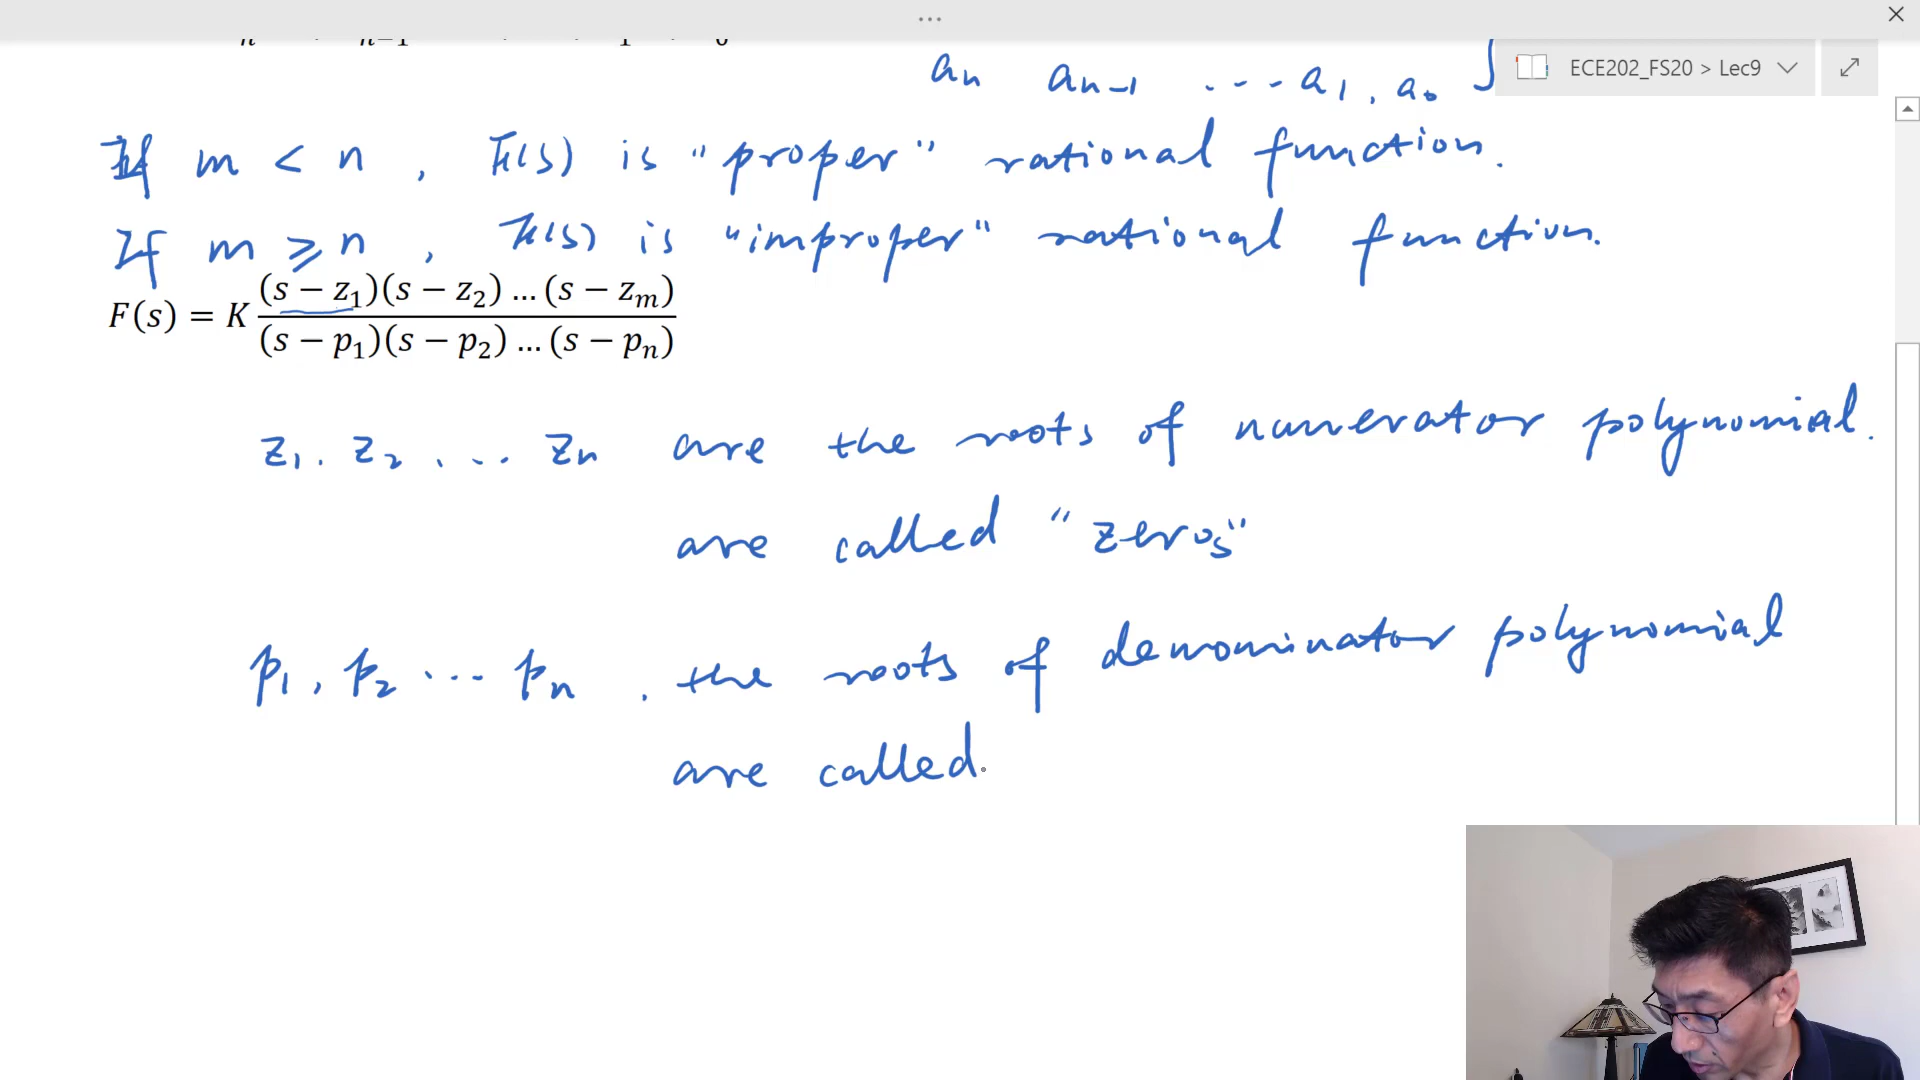 aₙ aₙ₋₁ ... a₁, a₀
ECE202_FS20 > Lec9
If m < n, F(s) is "proper" rational function.
If m ⩾ n, F(s) is "improper" rational function.
F(s) = K (s − z₁)(s − z₂) ... (s − zₘ)
(s − p₁)(s − p₂) ... (s − pₙ)
z₁, z₂, ... zₙ are the roots of numerator polynomial.
are called "zeros"
p₁, p₂ ... pₙ, the roots of denominator polynomial
are called